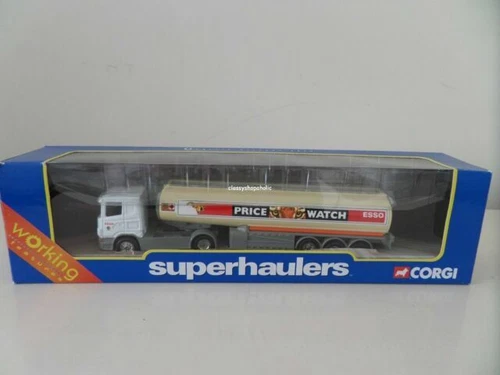 classyshopaholic
PRICE WATCH ESSO
working
superhaulers
CORGI